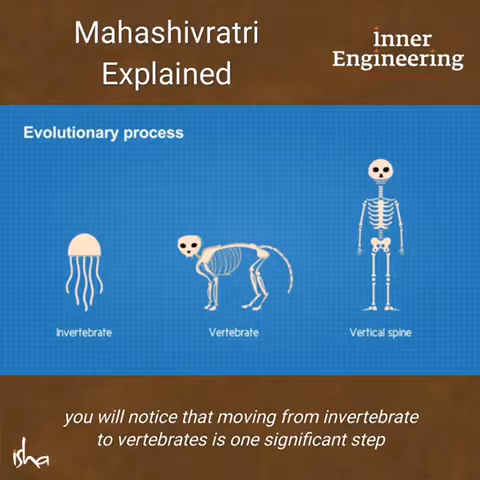 Mahashivratri
Explained
inner
Engineering
Evolutionary process
Invertebrate
Vertebrate
Vertical spine
you will notice that moving from invertebrate
to vertebrates is one significant step
isha